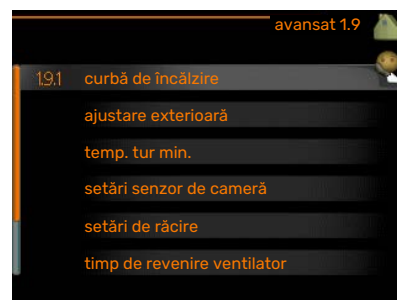 avansat 1.9
1.9.1 curbă de încălzire
ajustare exterioară
temp. tur min.
setări senzor de cameră
setări de răcire
timp de revenire ventilator